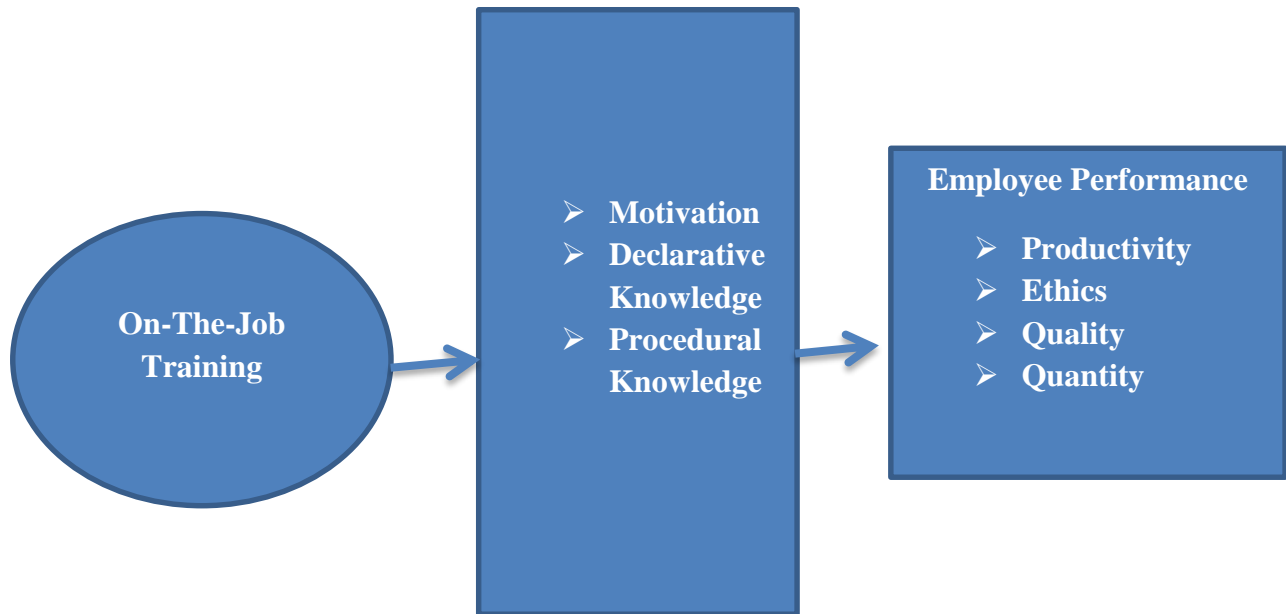 On-The-Job
Training
➢ Motivation
➢ Declarative
Knowledge
➢ Procedural
Knowledge
Employee Performance
➢ Productivity
➢ Ethics
➢ Quality
➢ Quantity